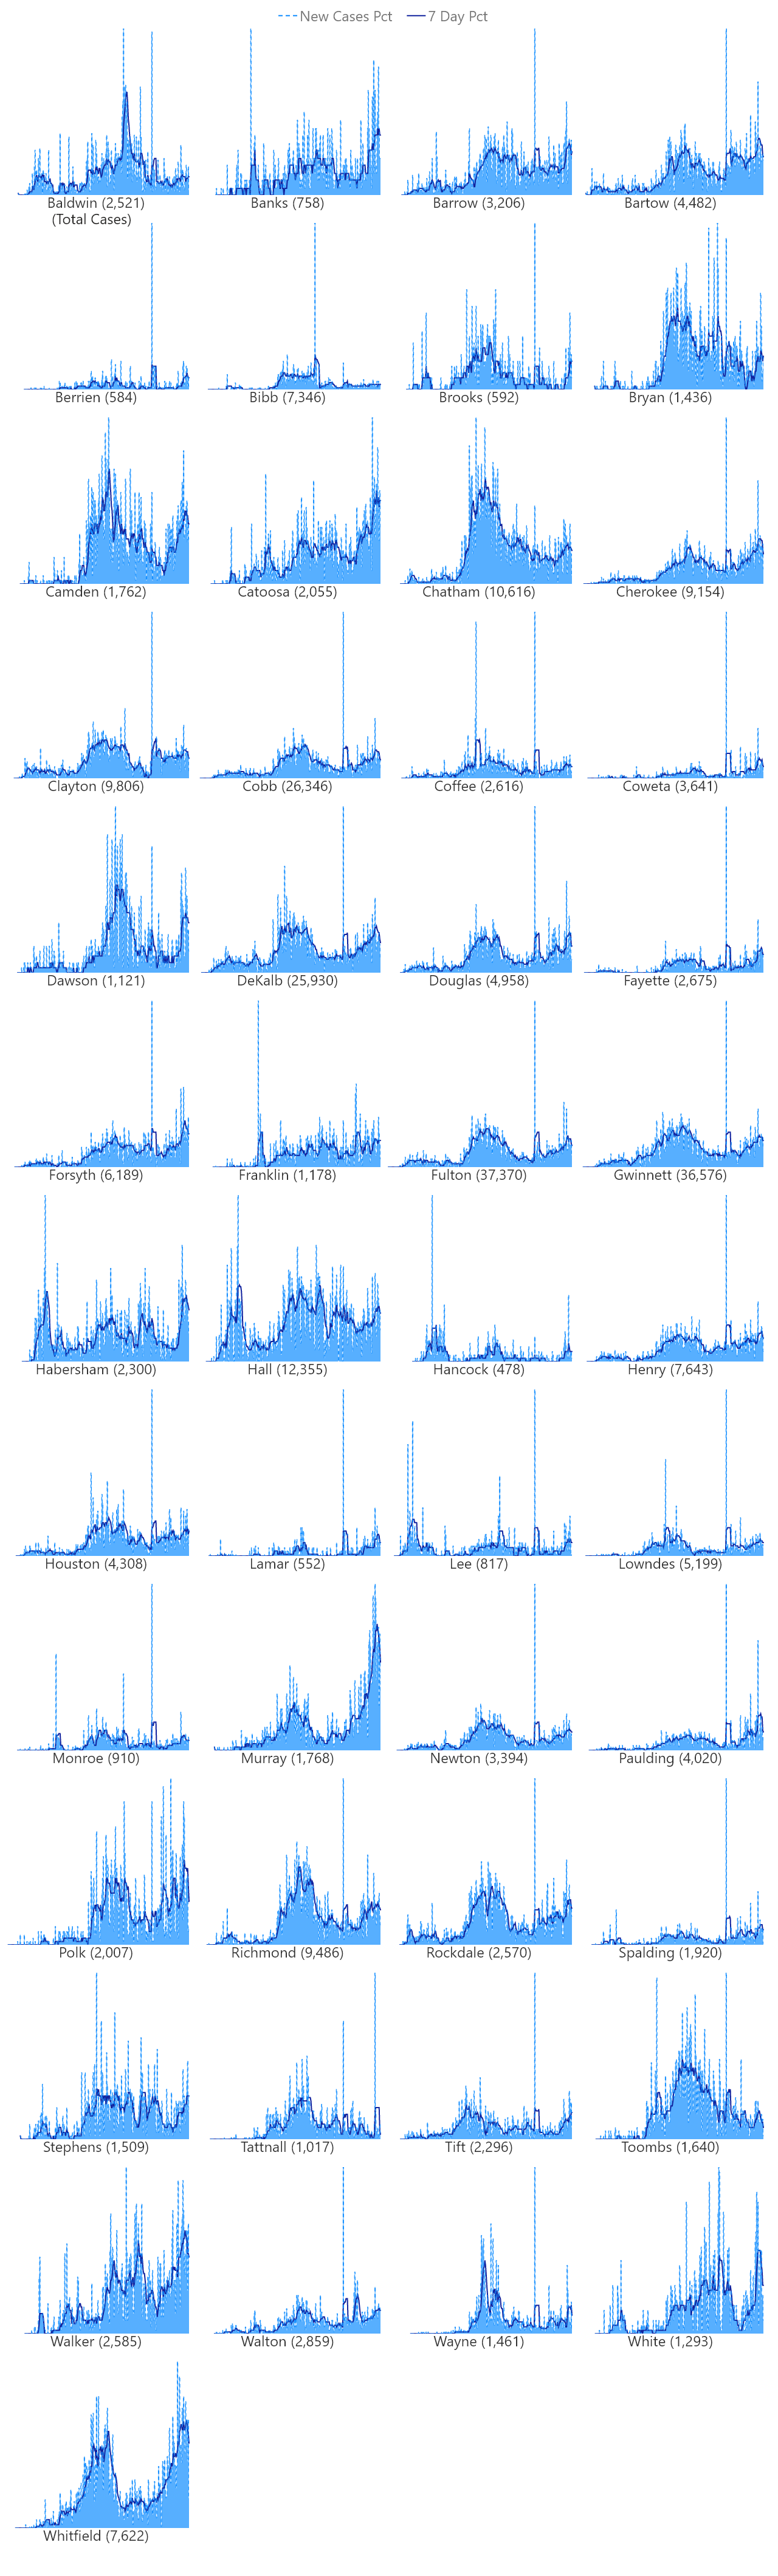 New Cases Pct 7 Day Pct
Baldwin (2,521) Banks (758) Barrow (3,206) Bartow (4,482)
(Total Cases)
Berrien (584) Bibb (7,346) Brooks (592) Bryan (1,436)
Camden (1,762) Catoosa (2,055) Chatham (10,616) Cherokee (9,154)
Clayton (9,806) Cobb (26,346) Coffee (2,616) Coweta (3,641)
Dawson (1,121) DeKalb (25,930) Douglas (4,958) Fayette (2,675)
Forsyth (6,189) Franklin (1,178) Fulton (37,370) Gwinnett (36,576)
Habersham (2,300) Hall (12,355) Hancock (478) Henry (7,643)
Houston (4,308) Lamar (552) Lee (817) Lowndes (5,199)
Monroe (910) Murray (1,768) Newton (3,394) Paulding (4,020)
Polk (2,007) Richmond (9,486) Rockdale (2,570) Spalding (1,920)
Stephens (1,509) Tattnall (1,017) Tift (2,296) Toombs (1,640)
Walker (2,585) Walton (2,859) Wayne (1,461) White (1,293)
Whitfield (7,622)